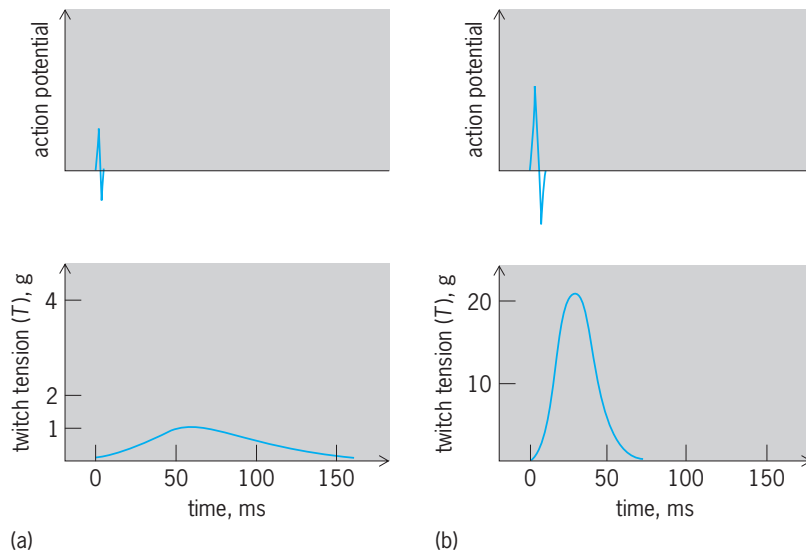 action potential
action potential
twitch tension (T), g
4
2
1
0 50 100 150
time, ms
twitch tension (T), g
20
10
0 50 100 150
time, ms
(a)
(b)